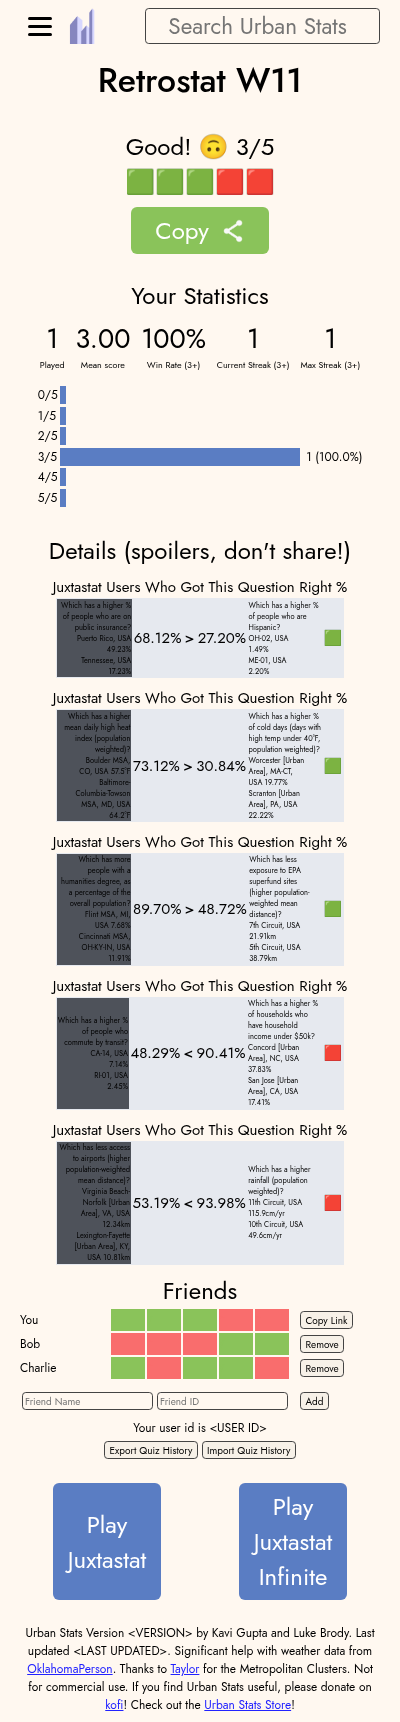 Search Urban Stats
Retrostat W11
Good! 🙃 3/5
Copy
Your Statistics
1 3.00 100% 1 1
Played Mean score Win Rate (3+) Current Streak (3+) Max Streak (3+)
0/5
1/5
2/5
3/5 1 (100.0%)
4/5
5/5
Details (spoilers, don't share!)
Juxtastat Users Who Got This Question Right %
Which has a higher %
of people who are on
public insurance?
Puerto Rico, USA
49.23%
Tennessee, USA
17.23%
68.12% > 27.20%
Which has a higher %
of people who are
Hispanic?
OH-02, USA
1.49%
ME-01, USA
2.20%
Juxtastat Users Who Got This Question Right %
Which has a higher
mean daily high heat
index (population
weighted)?
Boulder MSA,
CO, USA 57.5°F
Baltimore-
Columbia-Towson
MSA, MD, USA
64.2°F
73.12% > 30.84%
Which has a higher %
of cold days (days with
high temp under 40°F,
population weighted)?
Worcester [Urban
Area], MA-CT,
USA 19.77%
Scranton [Urban
Area], PA, USA
22.22%
Juxtastat Users Who Got This Question Right %
Which has more
people with a
humanities degree, as
a percentage of the
overall population?
Flint MSA, MI,
USA 7.68%
Cincinnati MSA,
OH-KY-IN, USA
11.91%
89.70% > 48.72%
Which has less
exposure to EPA
superfund sites
(higher population-
weighted mean
distance)?
7th Circuit, USA
21.91km
5th Circuit, USA
38.79km
Juxtastat Users Who Got This Question Right %
Which has a higher %
of people who
commute by transit?
CA-14, USA
7.14%
RI-01, USA
2.45%
48.29% < 90.41%
Which has a higher %
of households who
have household
income under $50k?
Concord [Urban
Area], NC, USA
37.83%
San Jose [Urban
Area], CA, USA
17.41%
Juxtastat Users Who Got This Question Right %
Which has less access
to airports (higher
population-weighted
mean distance)?
Virginia Beach-
Norfolk [Urban
Area], VA, USA
12.34km
Lexington-Fayette
[Urban Area], KY,
USA 10.81km
53.19% < 93.98%
Which has a higher
rainfall (population
weighted)?
11th Circuit, USA
115.9cm/yr
10th Circuit, USA
49.6cm/yr
Friends
You Copy Link
Bob Remove
Charlie Remove
Friend Name Friend ID Add
Your user id is <USER ID>
Export Quiz History Import Quiz History
Play
Juxtastat
Play
Juxtastat
Infinite
Urban Stats Version <VERSION> by Kavi Gupta and Luke Brody. Last
updated <LAST UPDATED>. Significant help with weather data from
OklahomaPerson. Thanks to Taylor for the Metropolitan Clusters. Not
for commercial use. If you find Urban Stats useful, please donate on
kofi! Check out the Urban Stats Store!